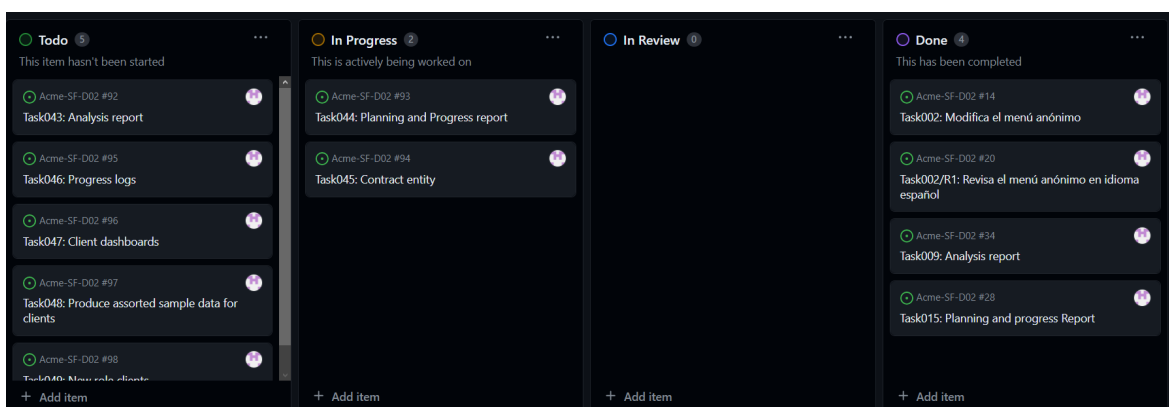 Todo 5 ...
This item hasn't been started
Acme-SF-D02 #92
Task043: Analysis report
Acme-SF-D02 #95
Task046: Progress logs
Acme-SF-D02 #96
Task047: Client dashboards
Acme-SF-D02 #97
Task048: Produce assorted sample data for
clients
Acme-SF-D02 #98
Task049: New role clients
+ Add item
In Progress 2 ...
This is actively being worked on
Acme-SF-D02 #93
Task044: Planning and Progress report
Acme-SF-D02 #94
Task045: Contract entity
+ Add item
In Review 0 ...
+ Add item
Done 4 ...
This has been completed
Acme-SF-D02 #14
Task002: Modifica el menú anónimo
Acme-SF-D02 #20
Task002/R1: Revisa el menú anónimo en idioma
español
Acme-SF-D02 #34
Task009: Analysis report
Acme-SF-D02 #28
Task015: Planning and progress Report
+ Add item